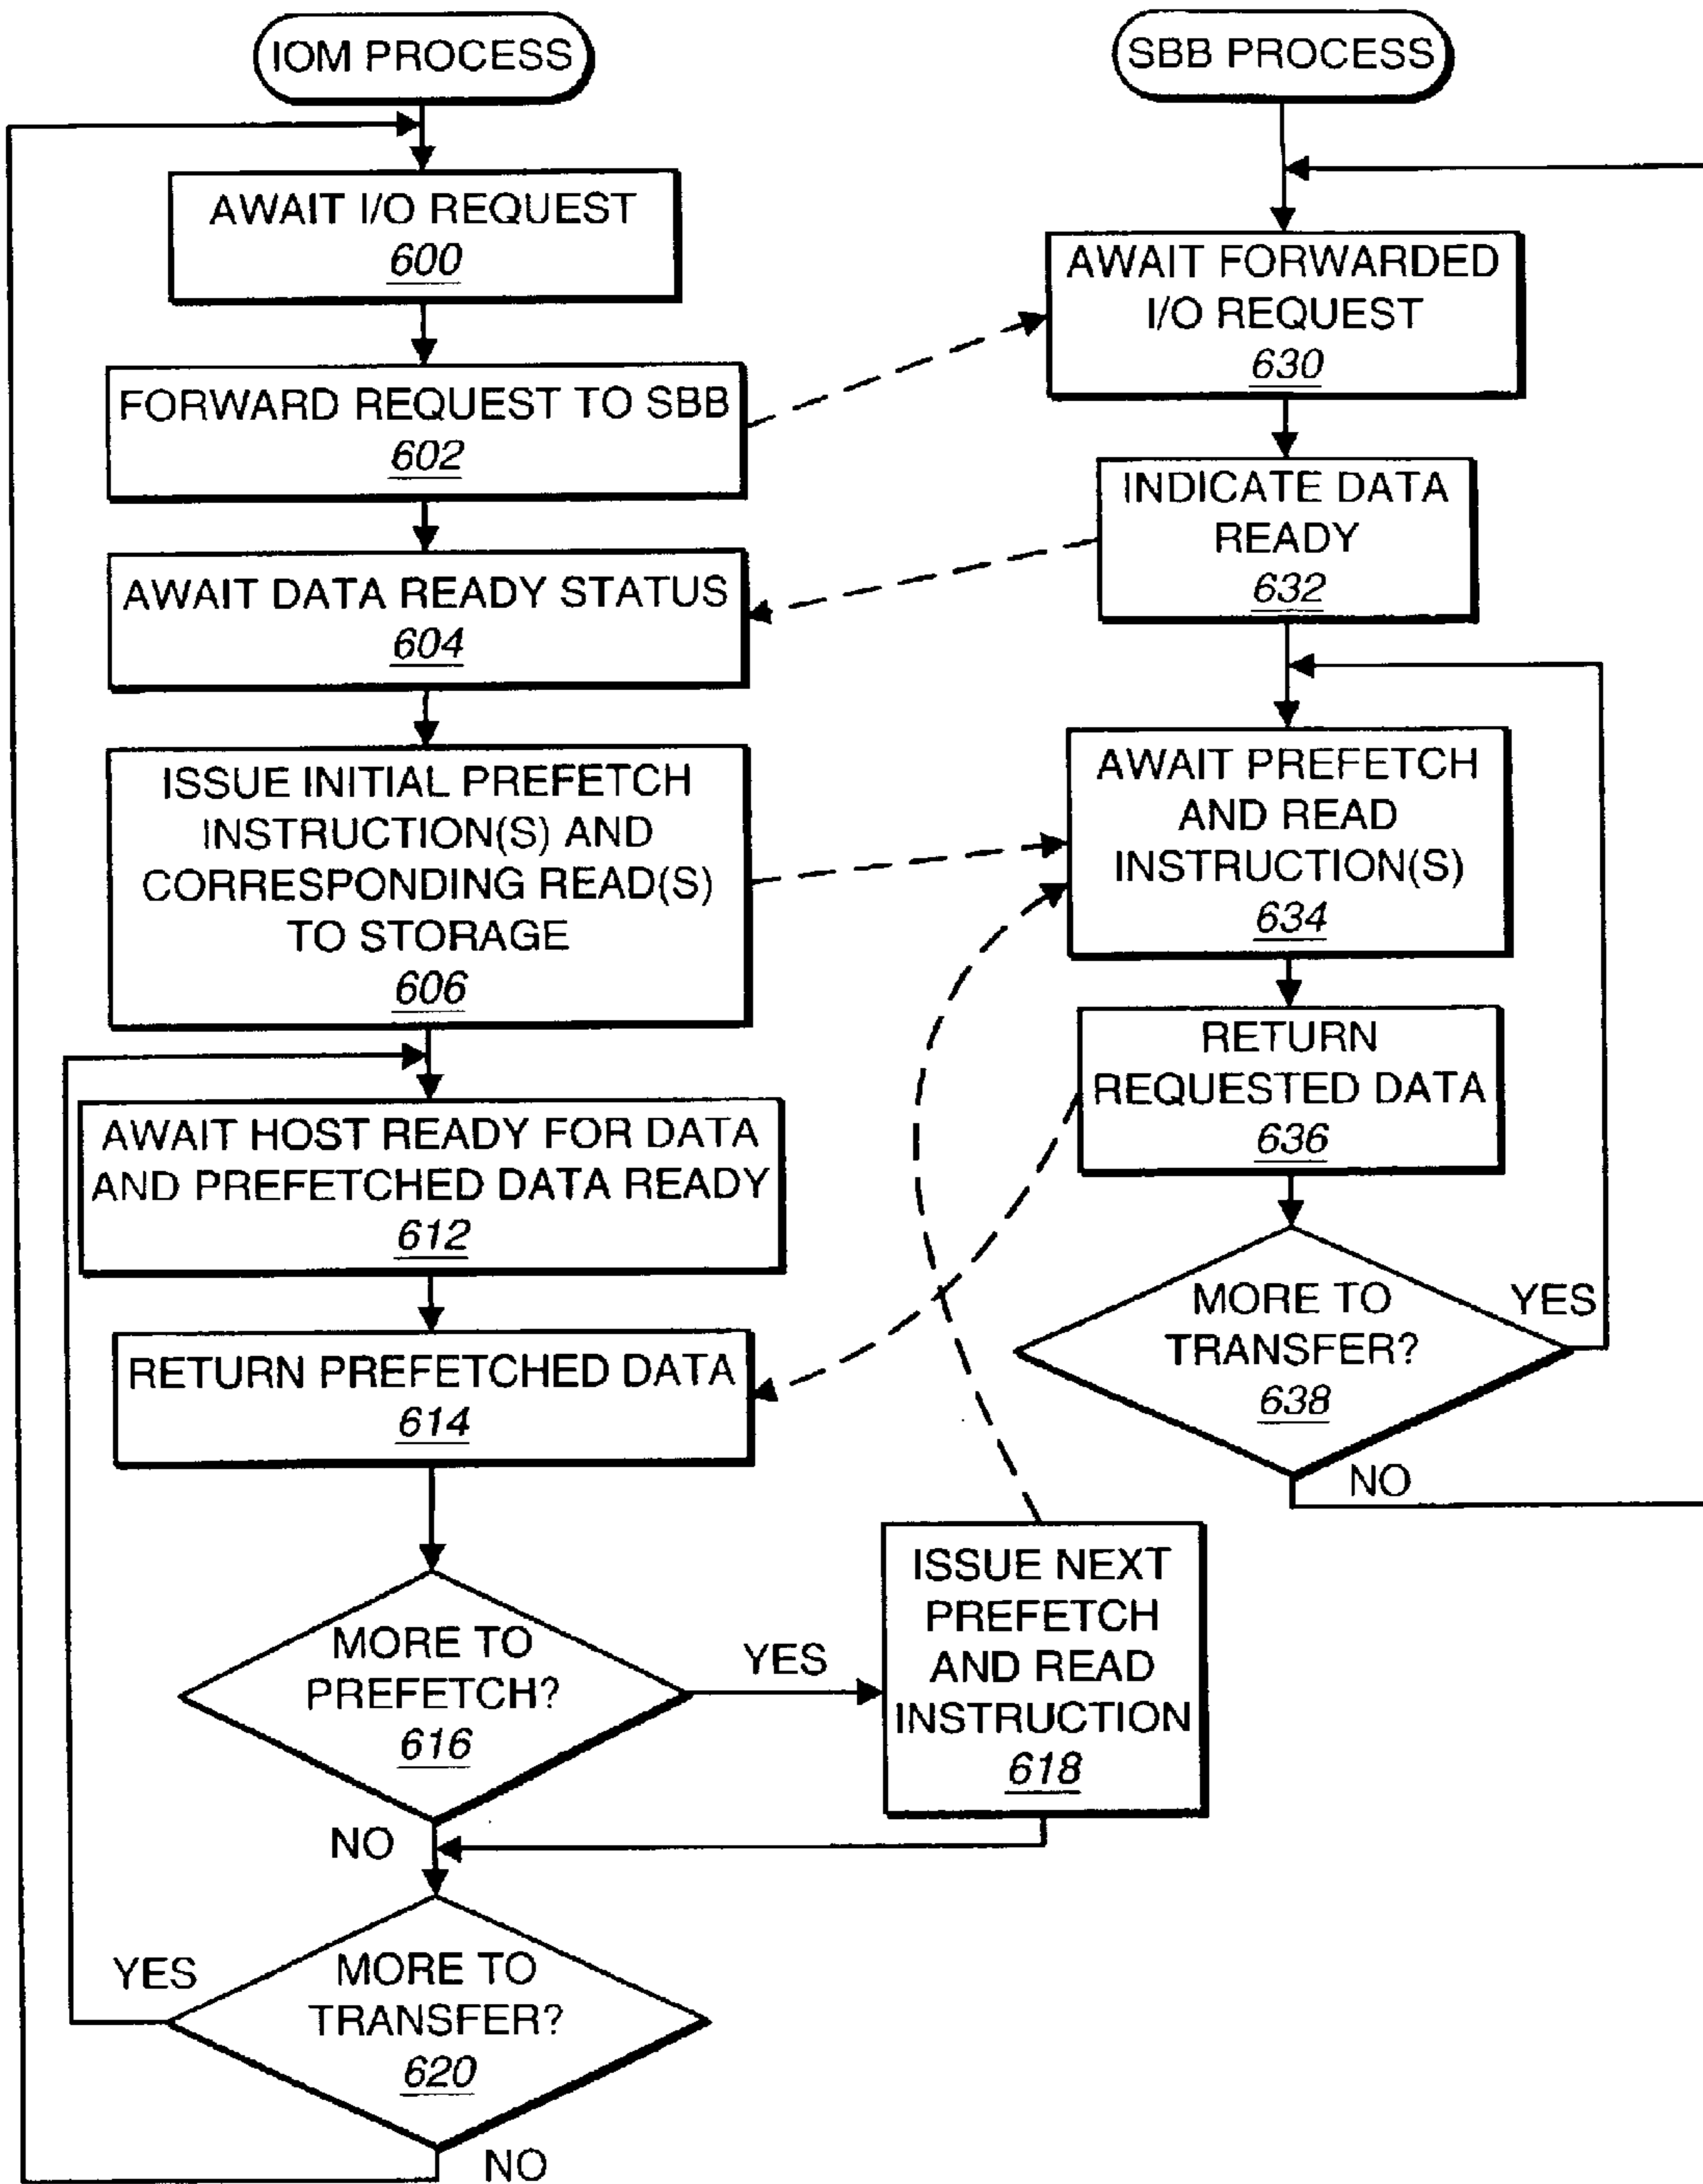 IOM PROCESS
AWAIT I/O REQUEST
600
FORWARD REQUEST TO SBB
602
AWAIT DATA READY STATUS
604
ISSUE INITIAL PREFETCH
INSTRUCTION(S) AND
CORRESPONDING READ(S)
TO STORAGE
606
AWAIT HOST READY FOR DATA
AND PREFETCHED DATA READY
612
RETURN PREFETCHED DATA
614
MORE TO
PREFETCH?
616
YES
NO
ISSUE NEXT
PREFETCH
AND READ
INSTRUCTION
618
MORE TO
TRANSFER?
620
YES
NO
SBB PROCESS
AWAIT FORWARDED
I/O REQUEST
630
INDICATE DATA
READY
632
AWAIT PREFETCH
AND READ
INSTRUCTION(S)
634
RETURN
REQUESTED DATA
636
MORE TO
TRANSFER?
638
YES
NO